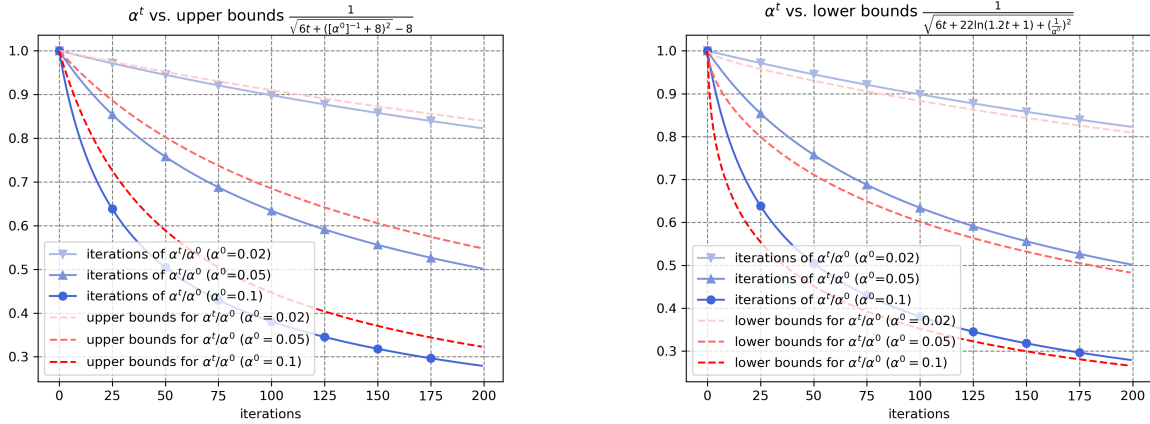 α^t vs. upper bounds \frac{1}{\sqrt{6t+([α^0]^{-1}+8)^2}-8}
1.0
0.9
0.8
0.7
0.6
0.5
0.4
0.3
iterations of α^t/α^0 (α^0=0.02)
iterations of α^t/α^0 (α^0=0.05)
iterations of α^t/α^0 (α^0=0.1)
upper bounds for α^t/α^0 (α^0=0.02)
upper bounds for α^t/α^0 (α^0=0.05)
upper bounds for α^t/α^0 (α^0=0.1)
0 25 50 75 100 125 150 175 200
iterations
α^t vs. lower bounds \frac{1}{\sqrt{6t+22ln(1.2t+1)+(\frac{1}{α^0})^2}}
1.0
0.9
0.8
0.7
0.6
0.5
0.4
0.3
iterations of α^t/α^0 (α^0=0.02)
iterations of α^t/α^0 (α^0=0.05)
iterations of α^t/α^0 (α^0=0.1)
lower bounds for α^t/α^0 (α^0=0.02)
lower bounds for α^t/α^0 (α^0=0.05)
lower bounds for α^t/α^0 (α^0=0.1)
0 25 50 75 100 125 150 175 200
iterations